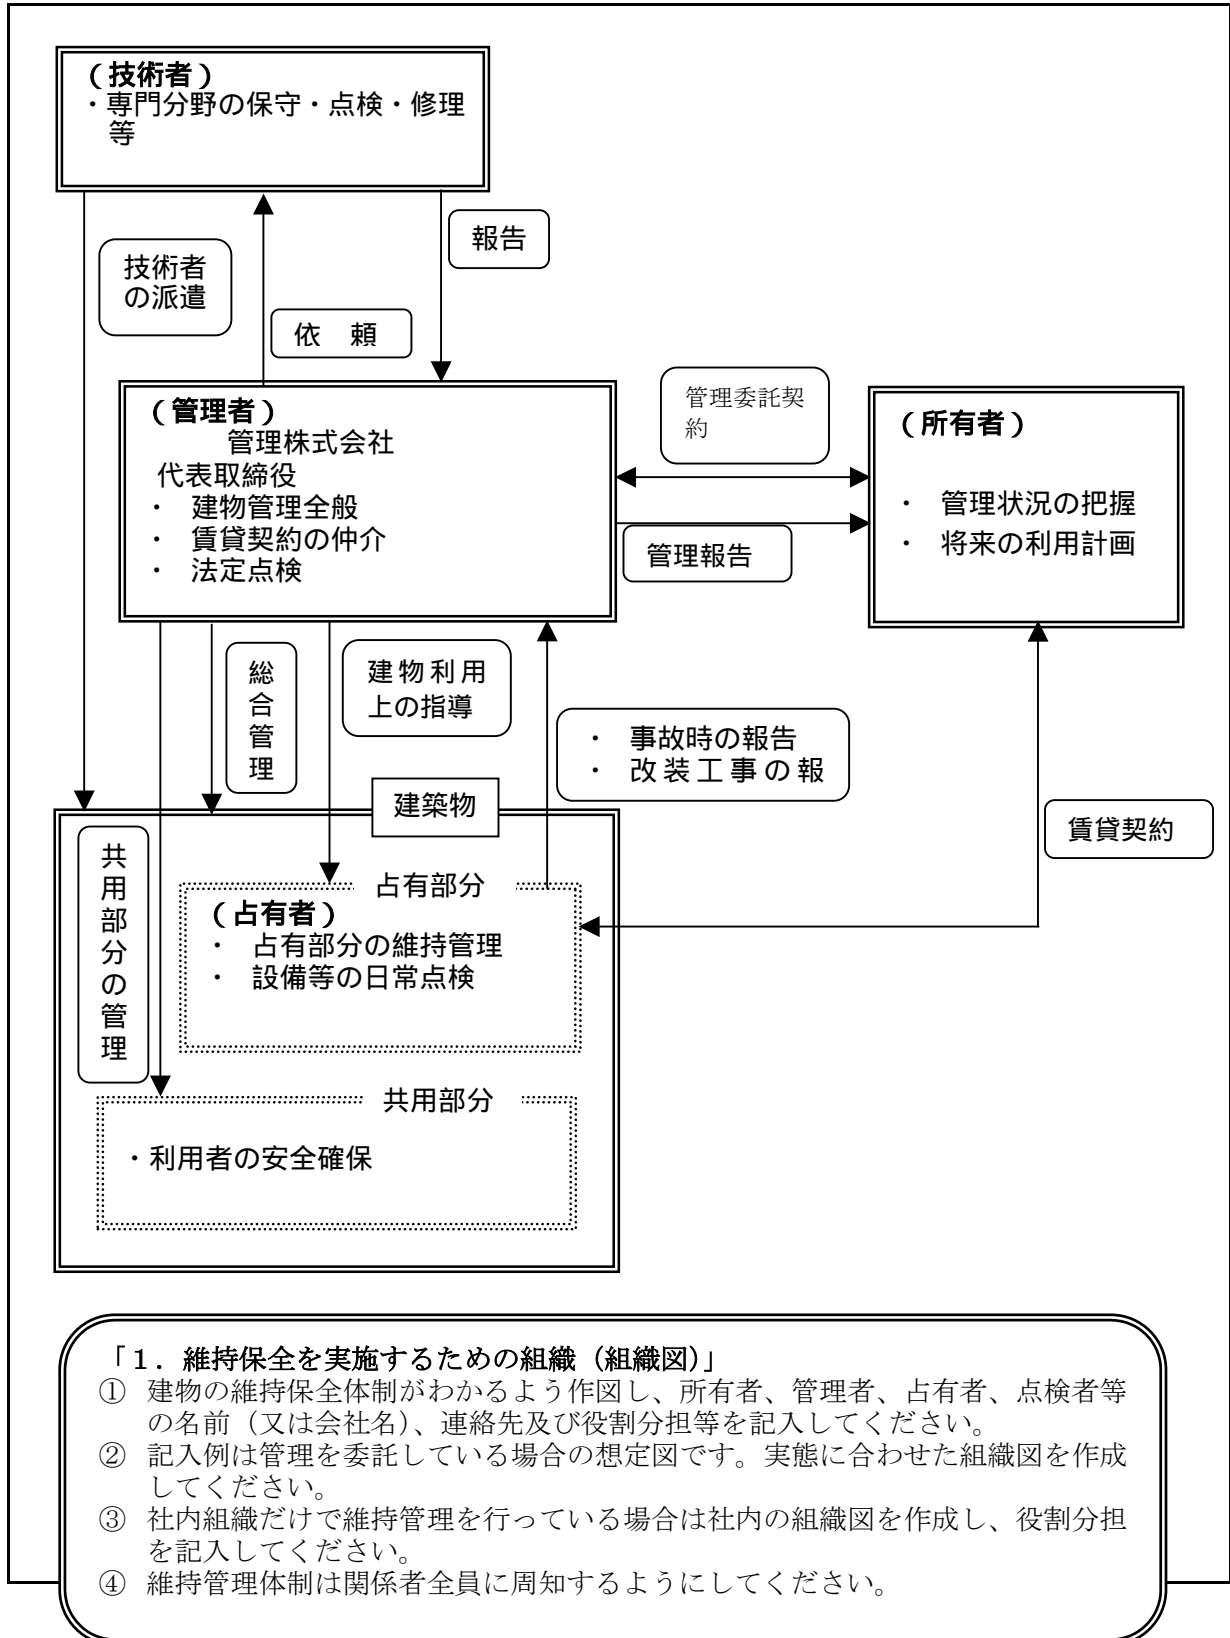 （技術者）
・専門分野の保守・点検・修理
等
報告
技術者
の派遣
依　頼
（管理者）
管理株式会社
代表取締役
・　建物管理全般
・　賃貸契約の仲介
・　法定点検
管理委託契
約
（所有者）
・　管理状況の把握
・　将来の利用計画
管理報告
総合管理
建物利用
上の指導
・　事故時の報告
・　改装工事の報
建築物
賃貸契約
共用部分の管理
占有部分
（占有者）
・　占有部分の維持管理
・　設備等の日常点検
共用部分
・利用者の安全確保
「１．維持保全を実施するための組織（組織図）」
①　建物の維持保全体制がわかるよう作図し、所有者、管理者、占有者、点検者等
の名前（又は会社名）、連絡先及び役割分担等を記入してください。
②　記入例は管理を委託している場合の想定図です。実態に合わせた組織図を作成
してください。
③　社内組織だけで維持管理を行っている場合は社内の組織図を作成し、役割分担
を記入してください。
④　維持管理体制は関係者全員に周知するようにしてください。